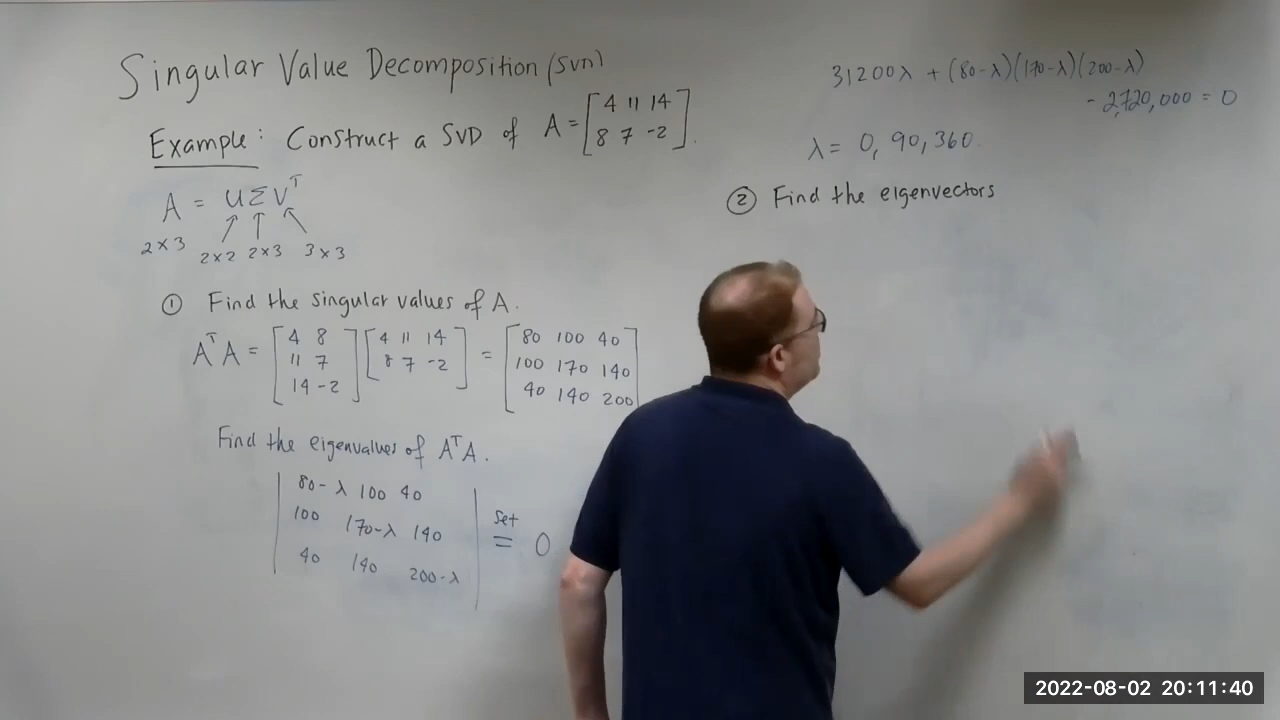 Singular Value Decomposition (SVD)
Example: Construct a SVD of A = [4 11 14
8 7 -2].
A = UΣV^T
2×3 2×2 2×3 3×3
① Find the singular values of A.
A^T A = [4 8
11 7
14 -2] [4 11 14
8 7 -2] = [80 100 40
100 170 140
40 140 200]
Find the eigenvalues of A^T A.
|80-λ 100 40
100 170-λ 140
40 140 200-λ| set = 0
31200λ + (80-λ)(170-λ)(200-λ)
- 2,720,000 = 0
λ = 0, 90, 360.
② Find the eigenvectors
2022-08-02 20:11:40